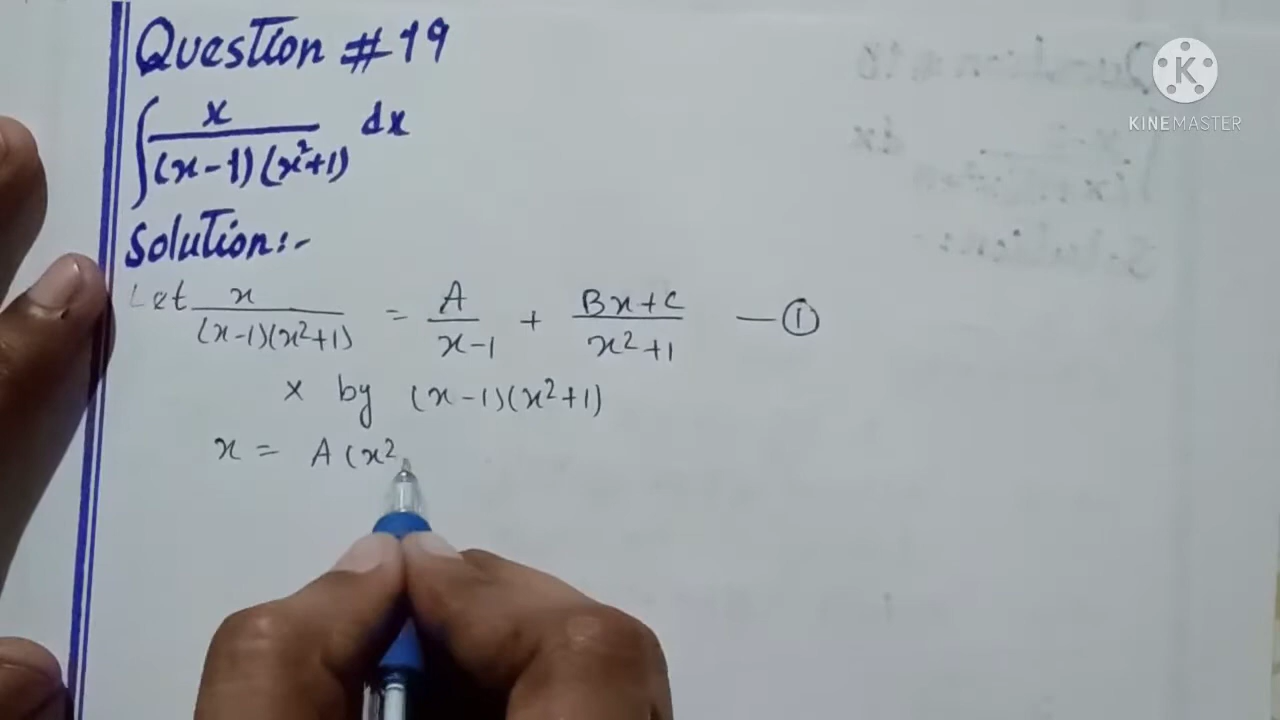 Question #19
∫ x/((x-1)(x²+1)) dx
Solution:-
Let x/((x-1)(x²+1)) = A/(x-1) + (Bx+C)/(x²+1) — ①
× by (x-1)(x²+1)
x = A(x²
KINEMASTER